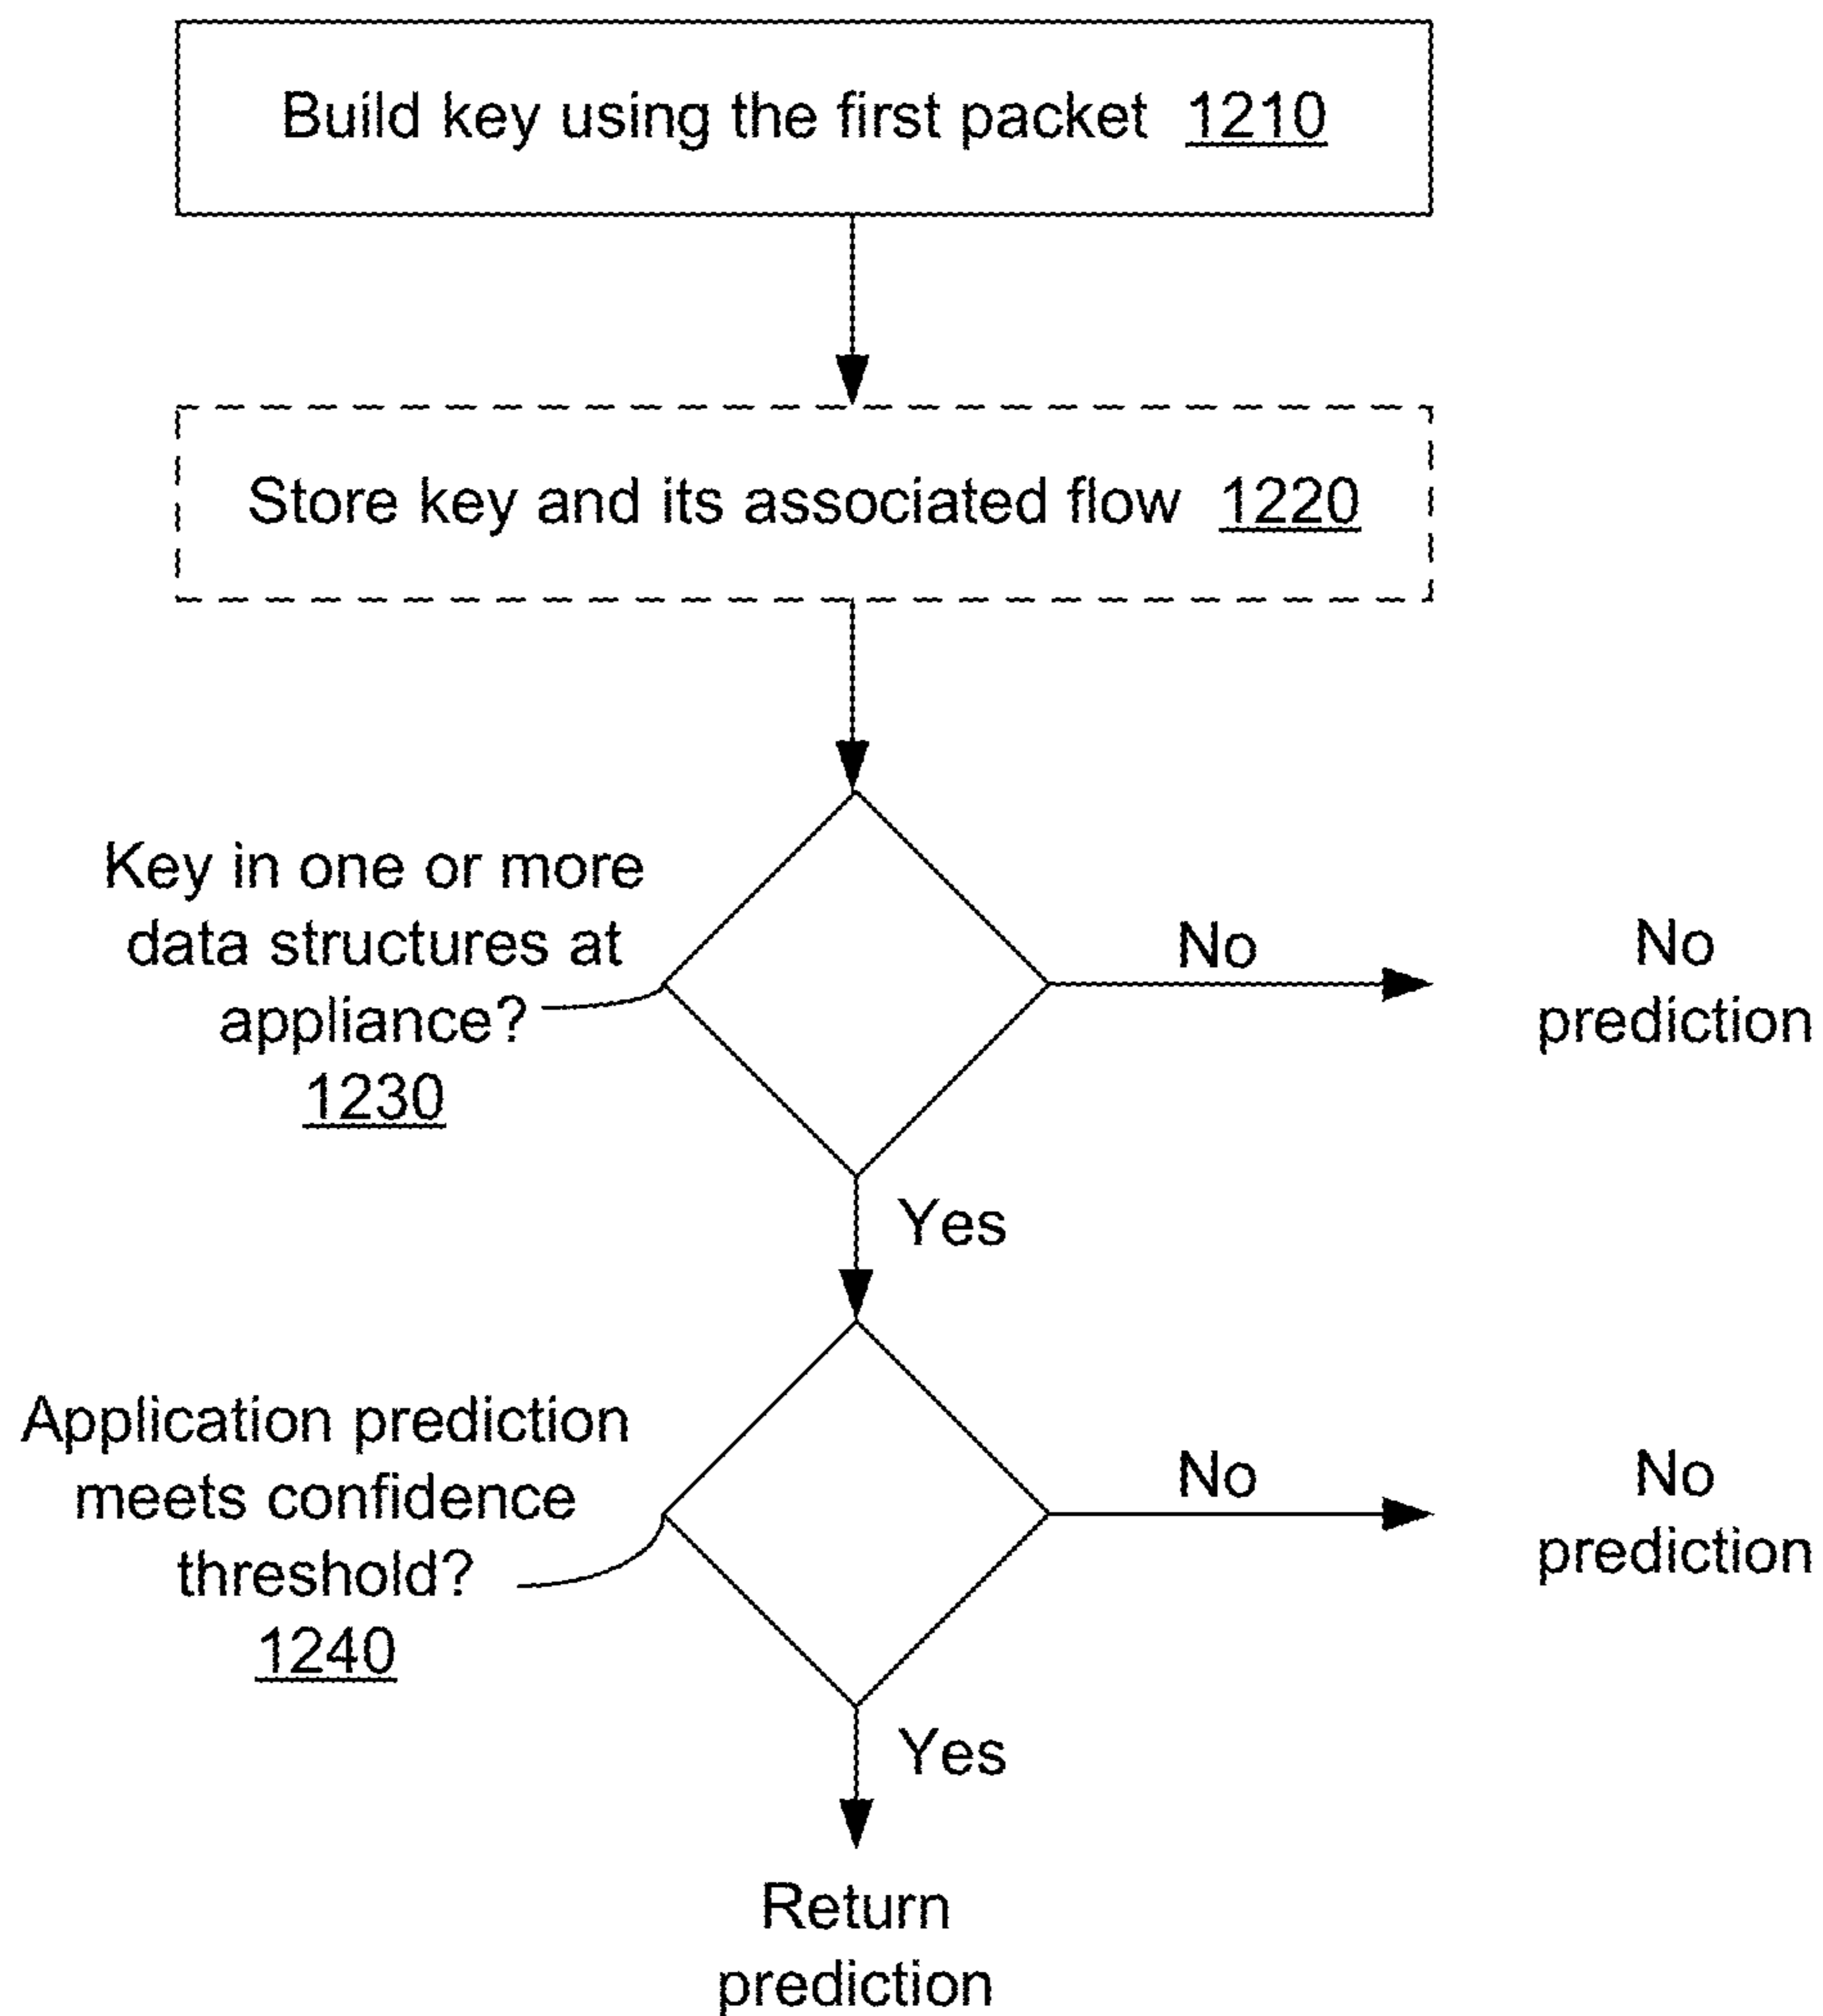 Build key using the first packet 1210
Store key and its associated flow 1220
Key in one or more
data structures at
appliance?
1230
No
No
prediction
Yes
Application prediction
meets confidence
threshold?
1240
No
No
prediction
Yes
Return
prediction